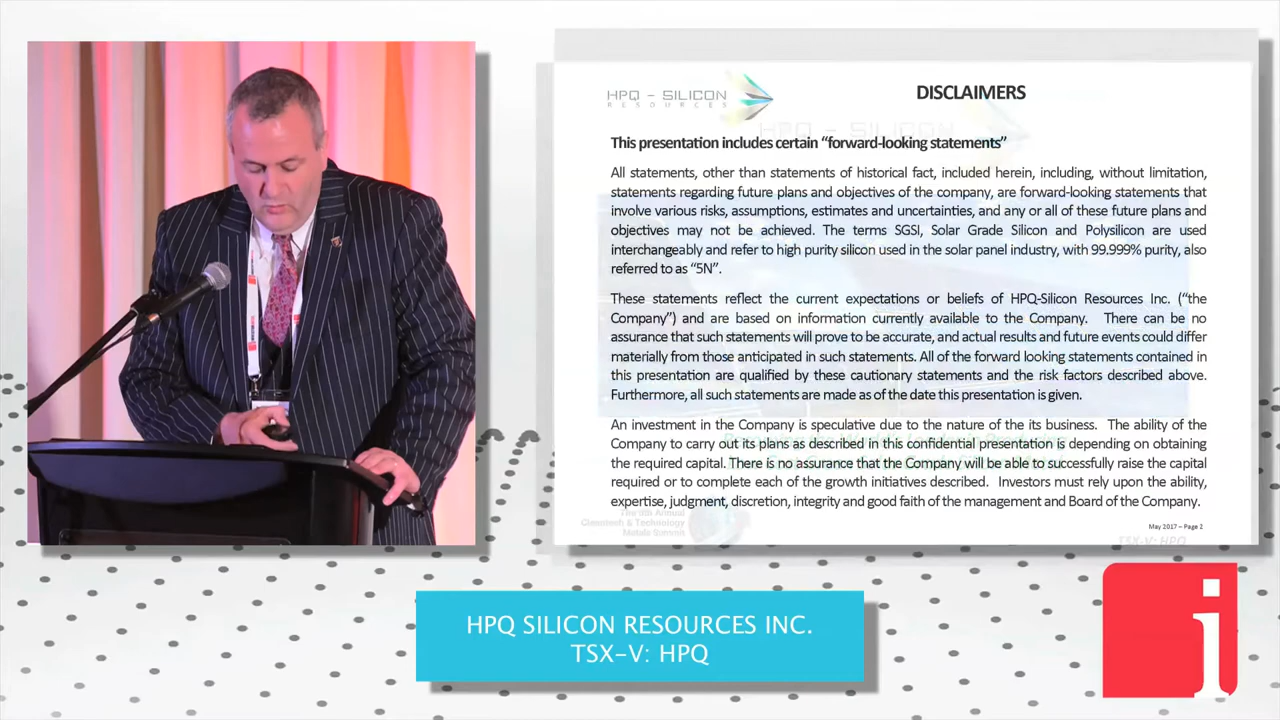 HPQ – SILICON
RESOURCES
DISCLAIMERS
This presentation includes certain “forward-looking statements”
All statements, other than statements of historical fact, included herein, including, without limitation,
statements regarding future plans and objectives of the company, are forward-looking statements that
involve various risks, assumptions, estimates and uncertainties, and any or all of these future plans and
objectives may not be achieved. The terms SGSI, Solar Grade Silicon and Polysilicon are used
interchangeably and refer to high purity silicon used in the solar panel industry, with 99.999% purity, also
referred to as “5N”.
These statements reflect the current expectations or beliefs of HPQ-Silicon Resources Inc. (“the
Company”) and are based on information currently available to the Company. There can be no
assurance that such statements will prove to be accurate, and actual results and future events could differ
materially from those anticipated in such statements. All of the forward looking statements contained in
this presentation are qualified by these cautionary statements and the risk factors described above.
Furthermore, all such statements are made as of the date this presentation is given.
An investment in the Company is speculative due to the nature of the its business. The ability of the
Company to carry out its plans as described in this confidential presentation is depending on obtaining
the required capital. There is no assurance that the Company will be able to successfully raise the capital
required or to complete each of the growth initiatives described. Investors must rely upon the ability,
expertise, judgment, discretion, integrity and good faith of the management and Board of the Company.
The 6th Annual
Cleantech & Technology
Metals Summit
May 2017 – Page 2
TSX-V: HPQ
HPQ SILICON RESOURCES INC.
TSX–V: HPQ
i